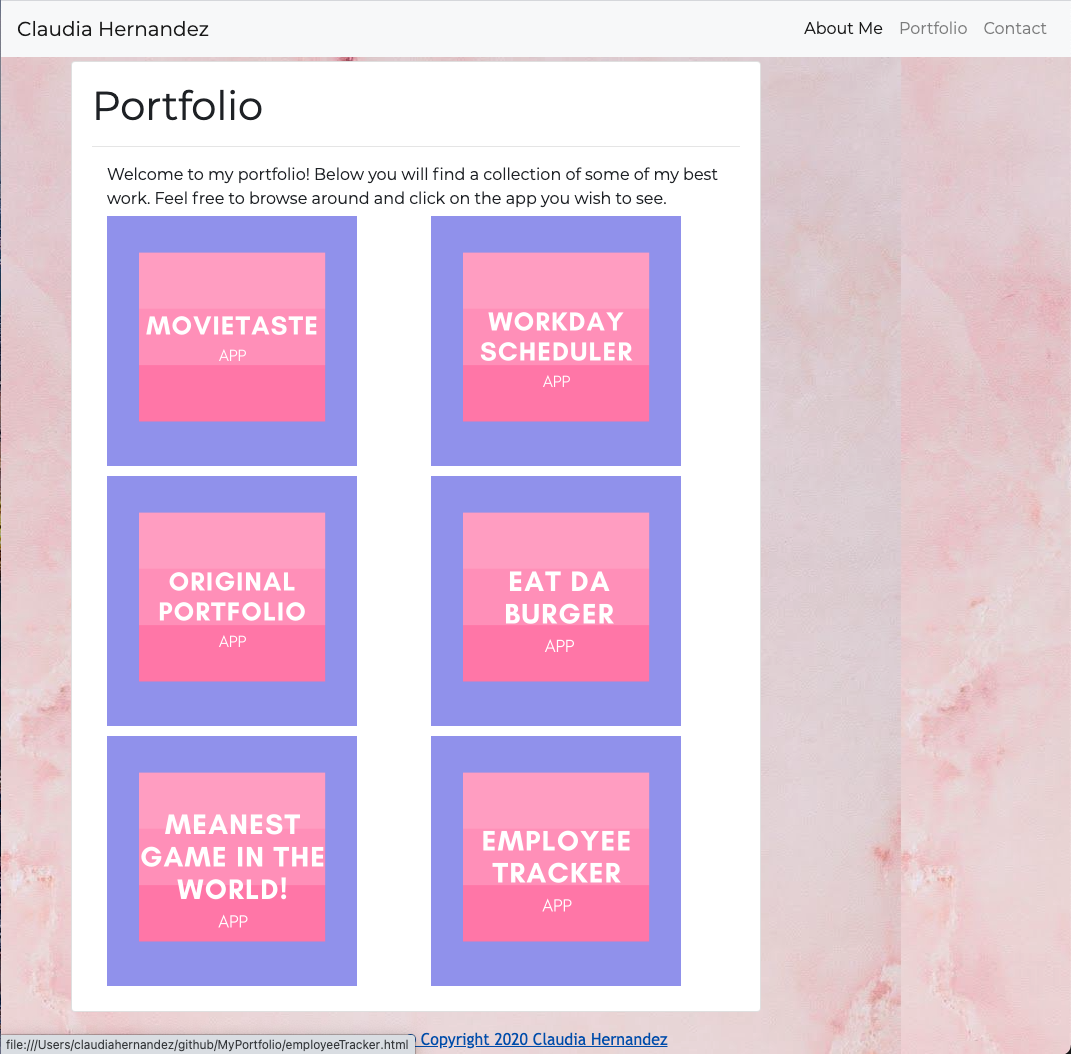 Claudia Hernandez
About Me Portfolio Contact
Portfolio
Welcome to my portfolio! Below you will find a collection of some of my best
work. Feel free to browse around and click on the app you wish to see.
MOVIETASTE
APP
WORKDAY
SCHEDULER
APP
ORIGINAL
PORTFOLIO
APP
EAT DA
BURGER
APP
MEANEST
GAME IN THE
WORLD!
APP
EMPLOYEE
TRACKER
APP
Copyright 2020 Claudia Hernandez
file:///Users/claudiahernandez/github/MyPortfolio/employeeTracker.html